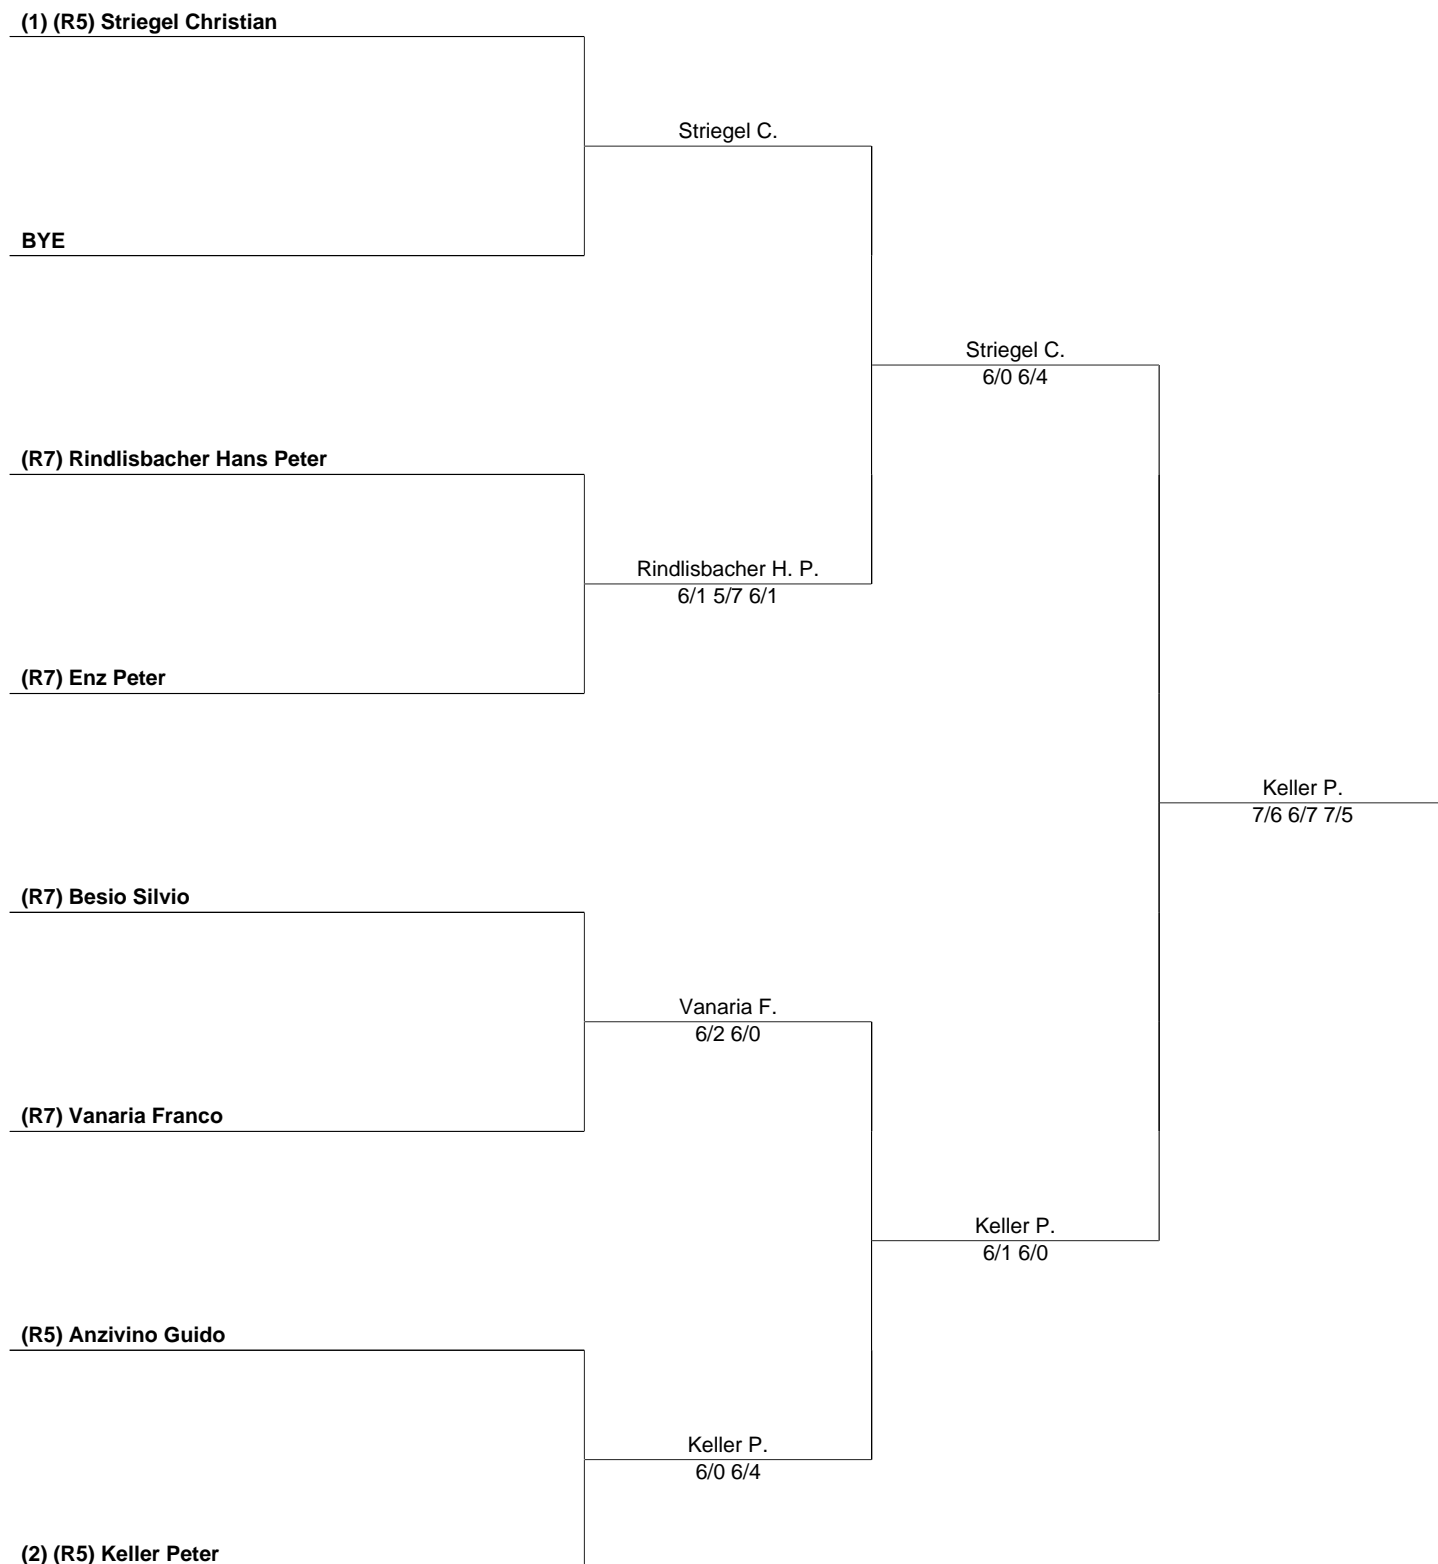 (1) (R5) Striegel Christian
Striegel C.
BYE
Striegel C.
6/0 6/4
(R7) Rindlisbacher Hans Peter
Rindlisbacher H. P.
6/1 5/7 6/1
(R7) Enz Peter
Keller P.
7/6 6/7 7/5
(R7) Besio Silvio
Vanaria F.
6/2 6/0
(R7) Vanaria Franco
Keller P.
6/1 6/0
(R5) Anzivino Guido
Keller P.
6/0 6/4
(2) (R5) Keller Peter